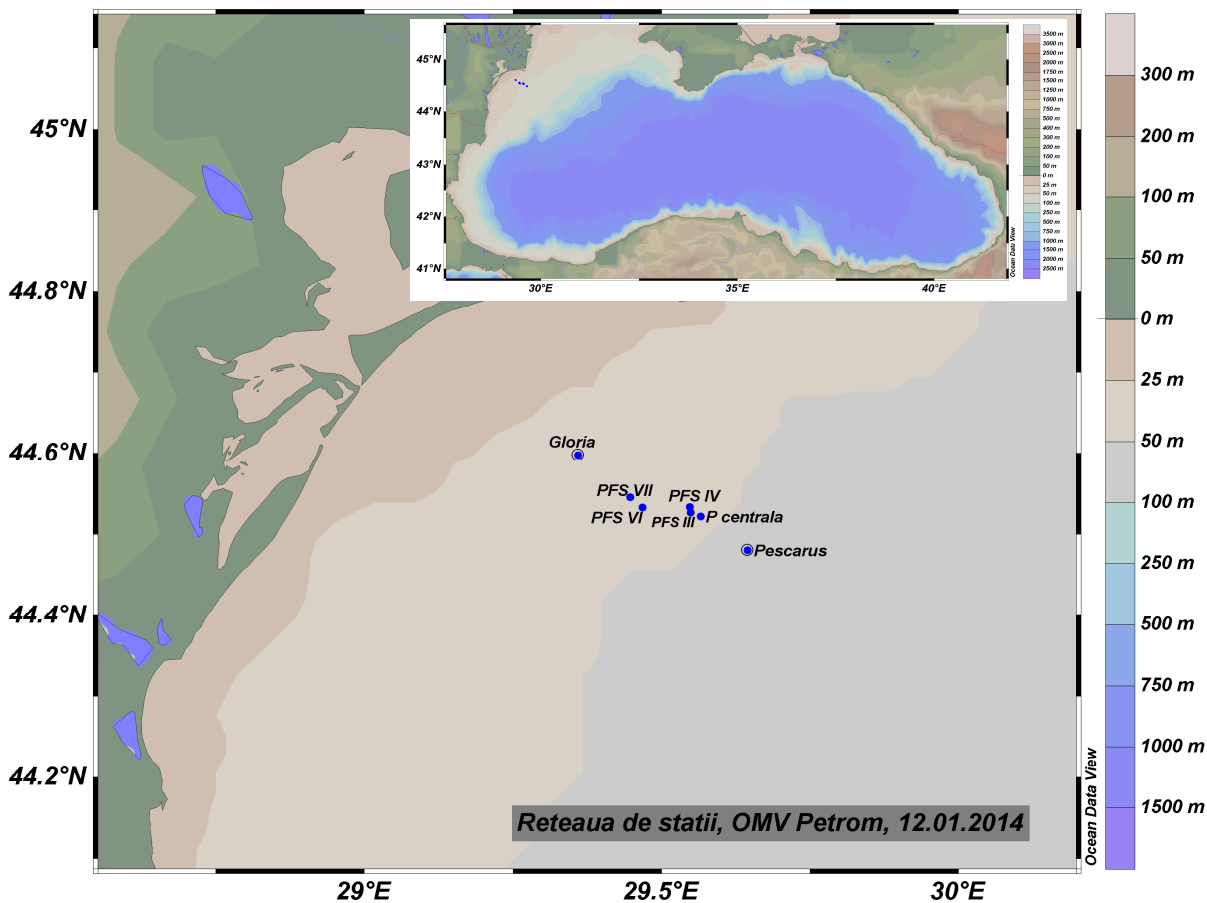 45°N
44.8°N
44.6°N
44.4°N
44.2°N
29°E
29.5°E
30°E
45°N
44°N
43°N
42°N
41°N
30°E
35°E
40°E
Ocean Data View
3500 m
3000 m
2500 m
2000 m
1750 m
1500 m
1250 m
1000 m
750 m
500 m
400 m
300 m
200 m
100 m
50 m
0 m
25 m
50 m
100 m
250 m
500 m
750 m
1000 m
1500 m
2000 m
2500 m
Gloria
PFS VII
PFS VI
PFS IV
PFS III
P centrala
Pescarus
Reteaua de statii, OMV Petrom, 12.01.2014
Ocean Data View
300 m
200 m
100 m
50 m
0 m
25 m
50 m
100 m
250 m
500 m
750 m
1000 m
1500 m